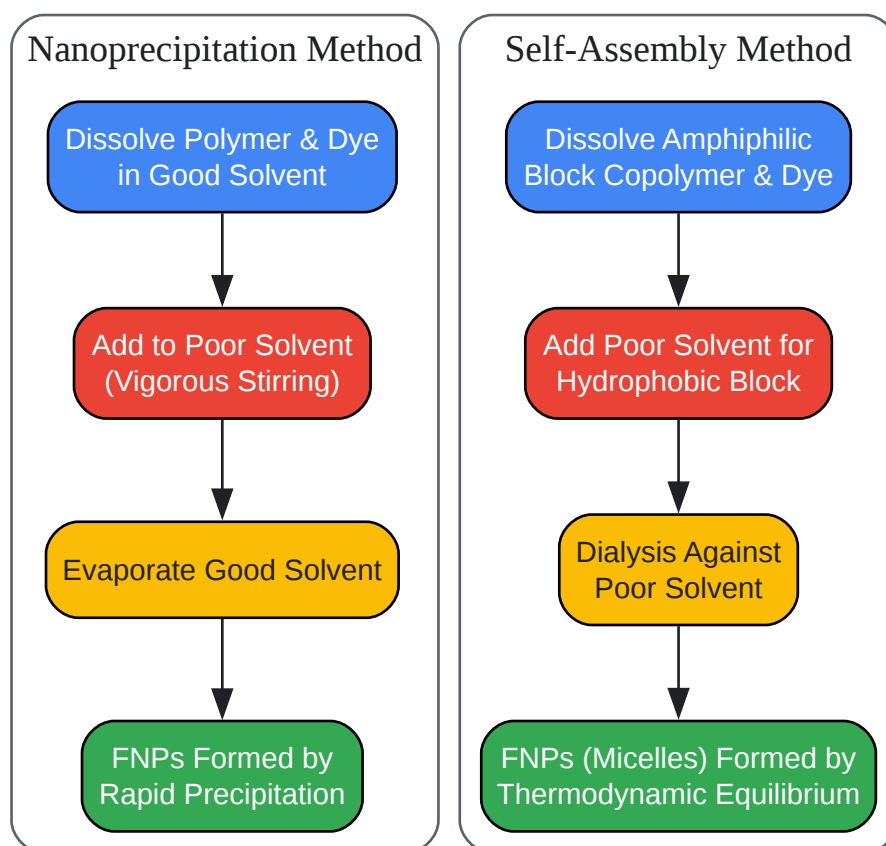 Nanoprecipitation Method
Dissolve Polymer & Dye
in Good Solvent
Add to Poor Solvent
(Vigorous Stirring)
Evaporate Good Solvent
FNPs Formed by
Rapid Precipitation
Self-Assembly Method
Dissolve Amphiphilic
Block Copolymer & Dye
Add Poor Solvent for
Hydrophobic Block
Dialysis Against
Poor Solvent
FNPs (Micelles) Formed by
Thermodynamic Equilibrium